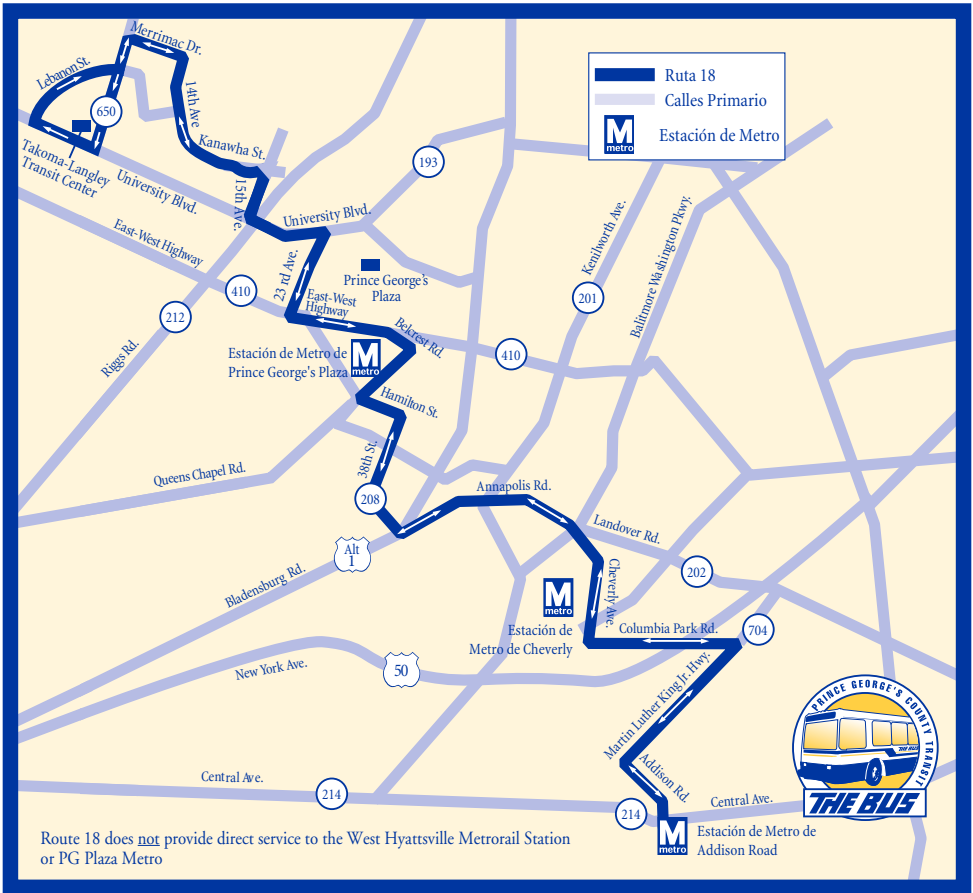 Merrimac Dr.
Lebanon St.
14th Ave
650
Kanawha St.
Takoma-Langley
Transit Center
University Blvd.
15th Ave.
University Blvd.
East-West Highway
23 rd Ave.
410
212
Riggs Rd.
193
Prince George's
Plaza
East-West
Highway
Belcrest Rd.
Estación de Metro de
Prince George's Plaza
M
metro
410
Kenilworth Ave.
201
Balitmore Washington Pkwy.
Ruta 18
Calles Primario
M
metro
Estación de Metro
Hamilton St.
38th St.
Queens Chapel Rd.
208
Annapolis Rd.
Alt
1
Bladensburg Rd.
Landover Rd.
202
Cheverly Ave.
M
metro
Estación de
Metro de Cheverly
Columbia Park Rd.
704
New York Ave.
50
Martin Luther King Jr. Hwy.
Addison Rd.
Central Ave.
214
214
Central Ave.
M
metro
Estación de Metro de
Addison Road
PRINCE GEORGE'S COUNTY TRANSIT
THE BUS
THE BUS
Route 18 does not provide direct service to the West Hyattsville Metrorail Station
or PG Plaza Metro